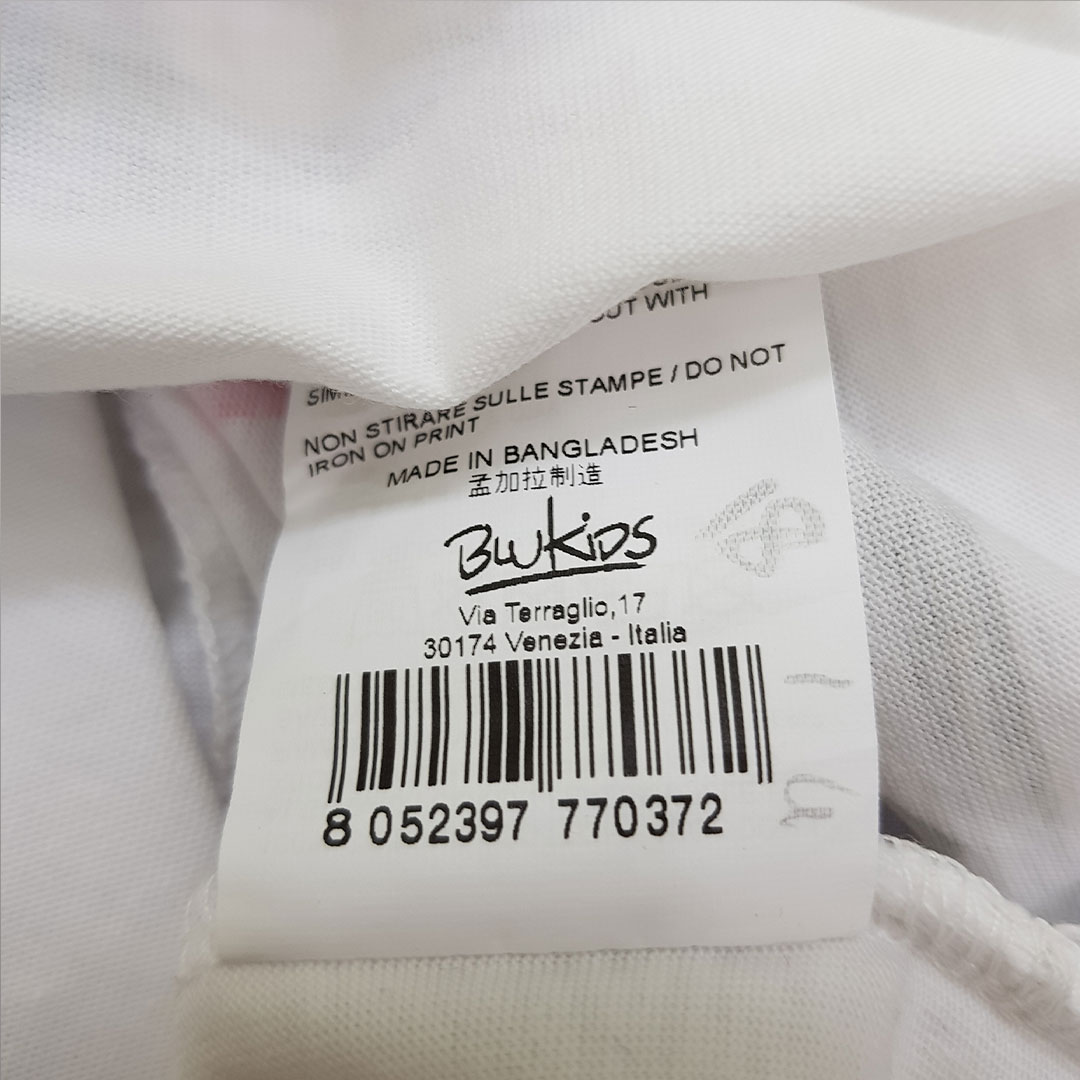 OUT WITH
NON STIRARE SULLE STAMPE / DO NOT
IRON ON PRINT
MADE IN BANGLADESH
孟加拉制造
BLUKIDS
Via Terraglio,17
30174 Venezia - Italia
8 052397 770372